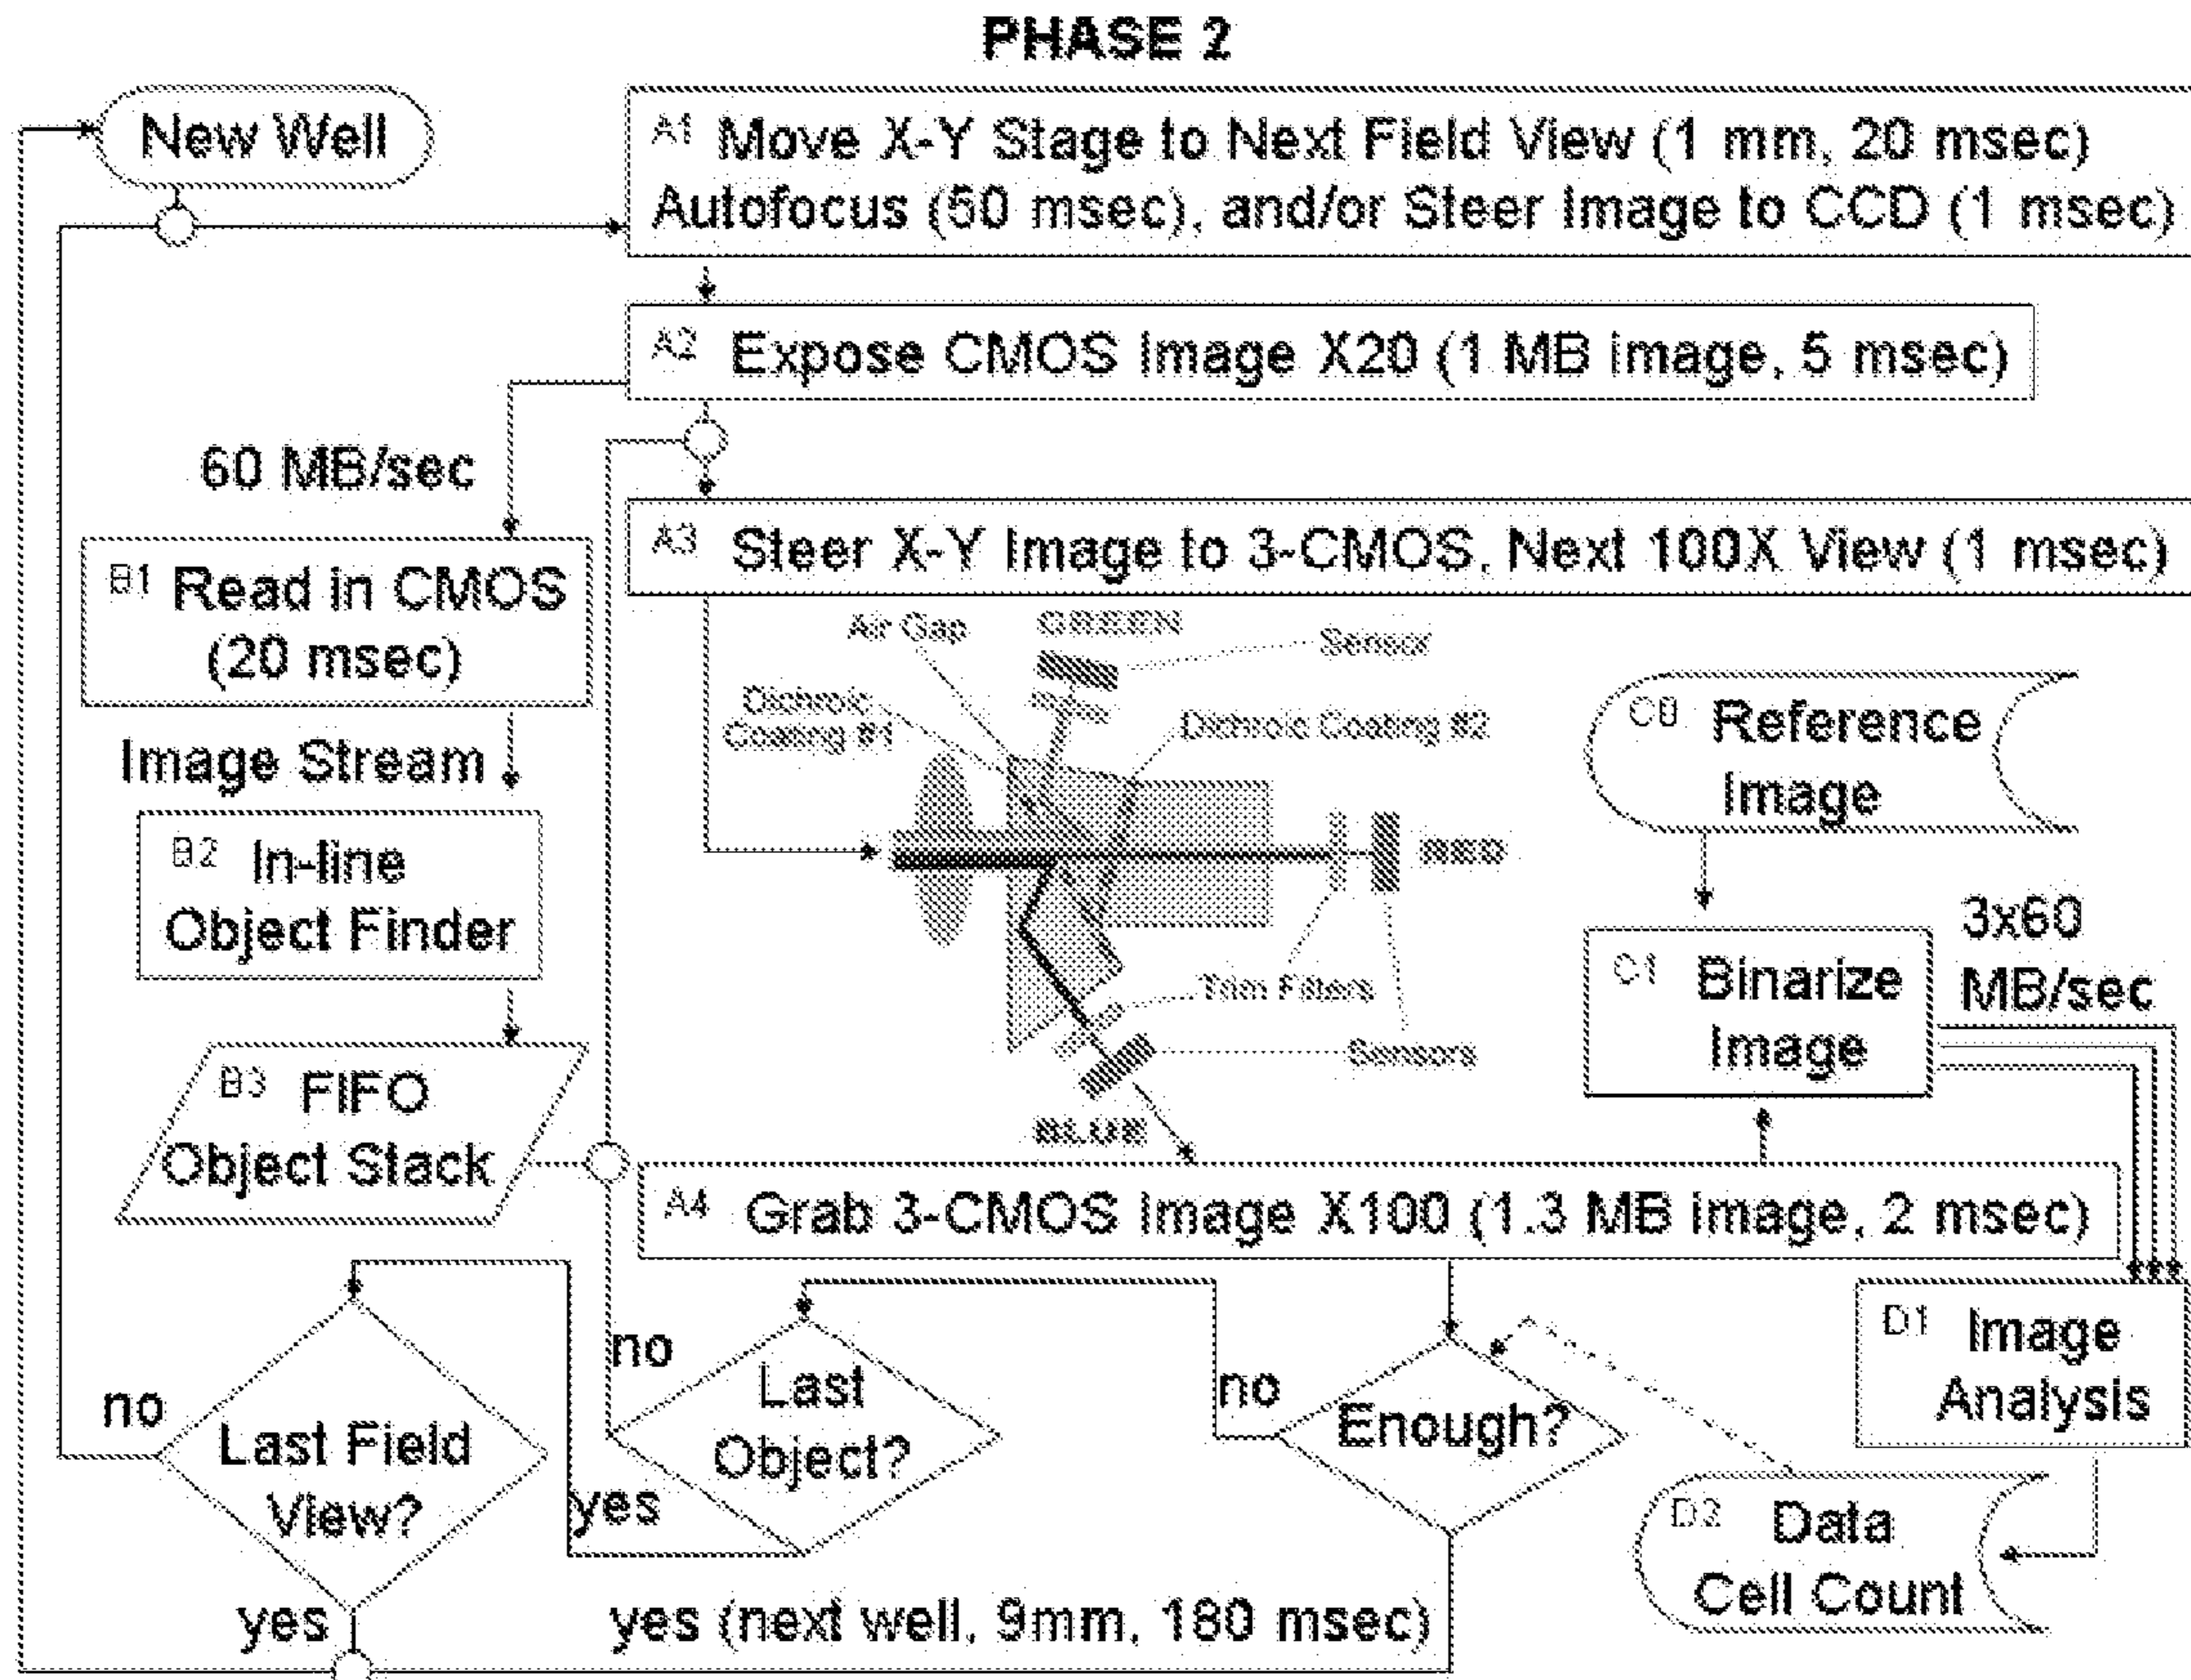 PHASE 2
New Well
A1 Move X-Y Stage to Next Field View (1 mm, 20 msec)
Autofocus (50 msec), and/or Steer Image to CCD (1 msec)
A2 Expose CMOS Image X20 (1 MB image, 5 msec)
60 MB/sec
A3 Steer X-Y Image to 3-CMOS, Next 100X View (1 msec)
B1 Read in CMOS
(20 msec)
Air Gap
GREEN
Sensor
Dichroic
Coating #1
Dichroic Coating #2
C0 Reference
Image
Image Stream
B2 In-line
Object Finder
RED
3x60
MB/sec
C1 Binarize
Image
Trim Filters
Sensors
BLUE
B3 FIFO
Object Stack
A4 Grab 3-CMOS Image X100 (1.3 MB image, 2 msec)
D1 Image
Analysis
no
Last
Object?
no
Enough?
no
Last Field
View?
yes
D2 Data
Cell Count
yes
yes (next well, 9mm, 180 msec)